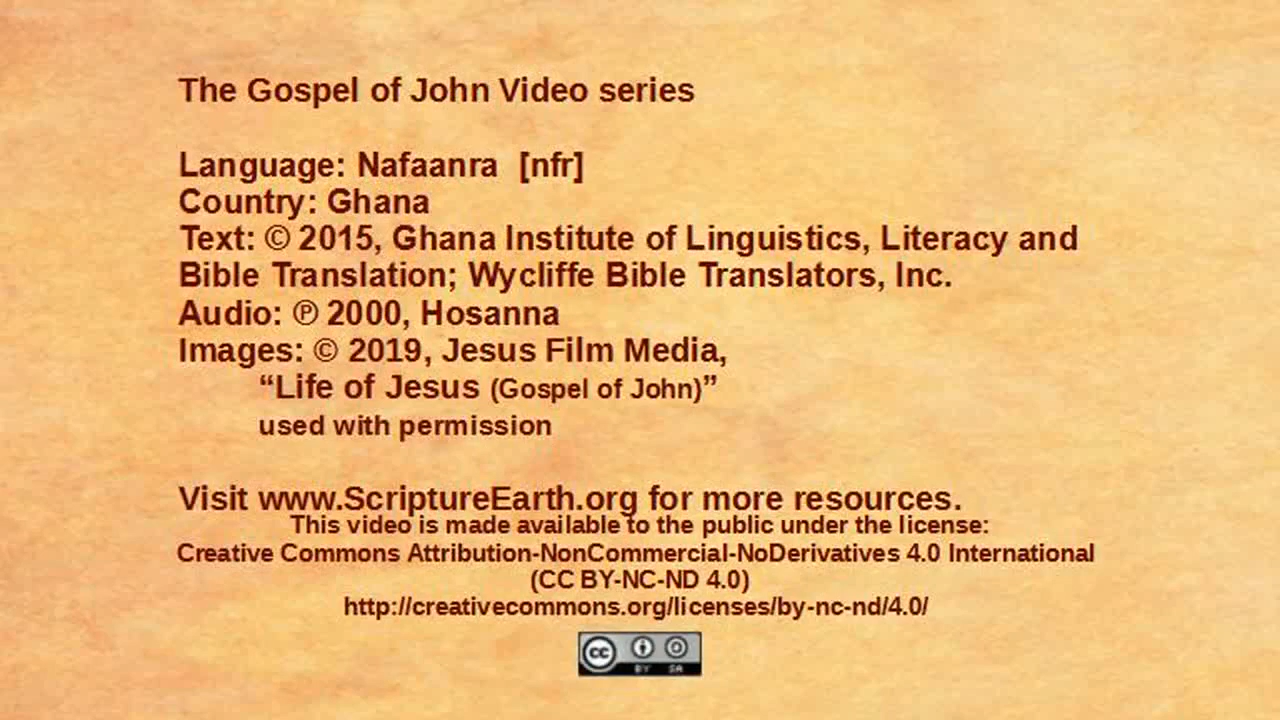 The Gospel of John Video series
Language: Nafaanra [nfr]
Country: Ghana
Text: © 2015, Ghana Institute of Linguistics, Literacy and
Bible Translation; Wycliffe Bible Translators, Inc.
Audio: ℗ 2000, Hosanna
Images: © 2019, Jesus Film Media,
“Life of Jesus (Gospel of John)”
used with permission
Visit www.ScriptureEarth.org for more resources.
This video is made available to the public under the license:
Creative Commons Attribution-NonCommercial-NoDerivatives 4.0 International
(CC BY-NC-ND 4.0)
http://creativecommons.org/licenses/by-nc-nd/4.0/
cc BY SA